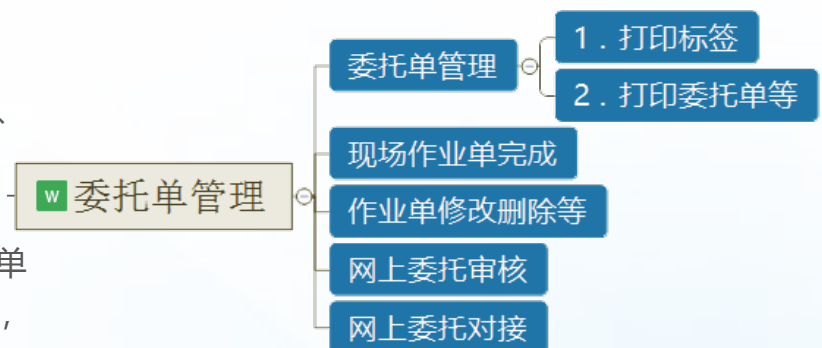 委托单管理
1．打印标签
2．打印委托单等
现场作业单完成
、
W 委托单管理
作业单修改删除等
单
网上委托审核
，
网上委托对接